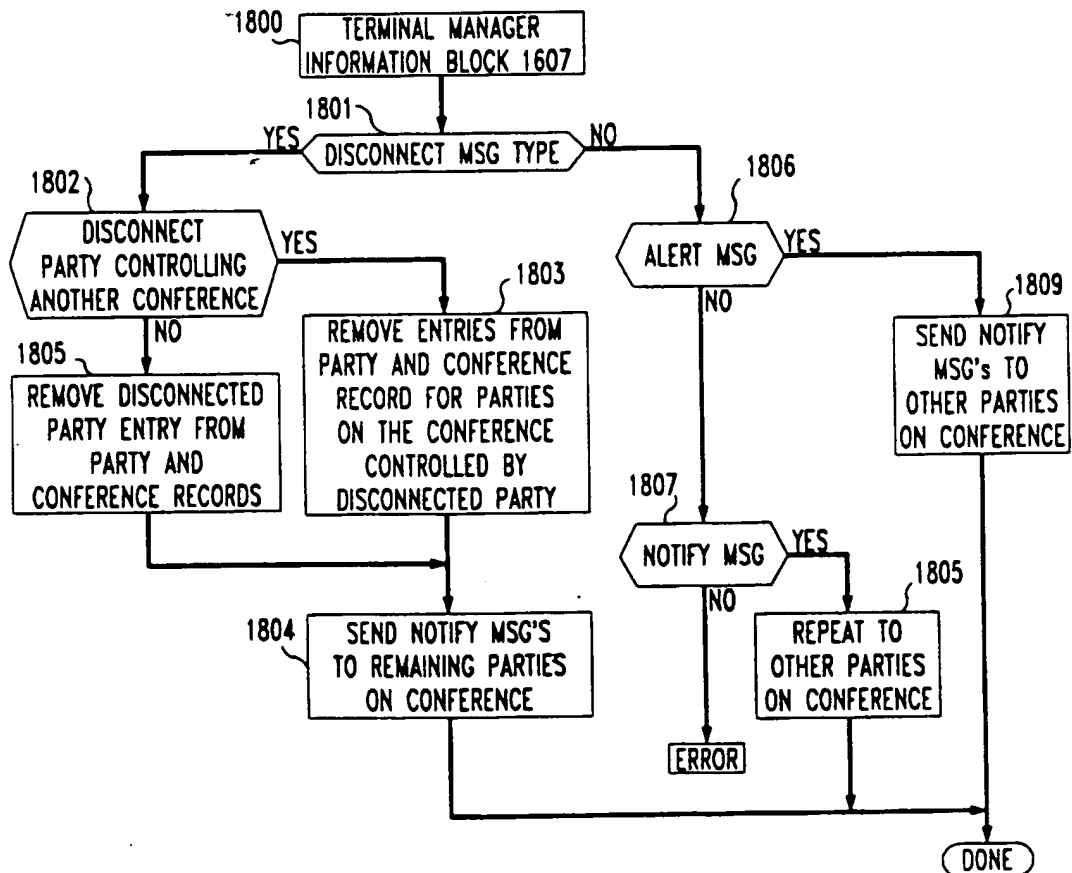 1800
TERMINAL MANAGER
INFORMATION BLOCK 1607
1801
YES
DISCONNECT MSG TYPE
NO
1802
DISCONNECT
PARTY CONTROLLING
ANOTHER CONFERENCE
YES
NO
1803
REMOVE ENTRIES FROM
PARTY AND CONFERENCE
RECORD FOR PARTIES
ON THE CONFERENCE
CONTROLLED BY
DISCONNECTED PARTY
1805
REMOVE DISCONNECTED
PARTY ENTRY FROM
PARTY AND
CONFERENCE RECORDS
1804
SEND NOTIFY MSG'S
TO REMAINING PARTIES
ON CONFERENCE
1806
ALERT MSG
YES
NO
1809
SEND NOTIFY
MSG's TO
OTHER PARTIES
ON CONFERENCE
1807
NOTIFY MSG
YES
NO
1805
REPEAT TO
OTHER PARTIES
ON CONFERENCE
ERROR
DONE